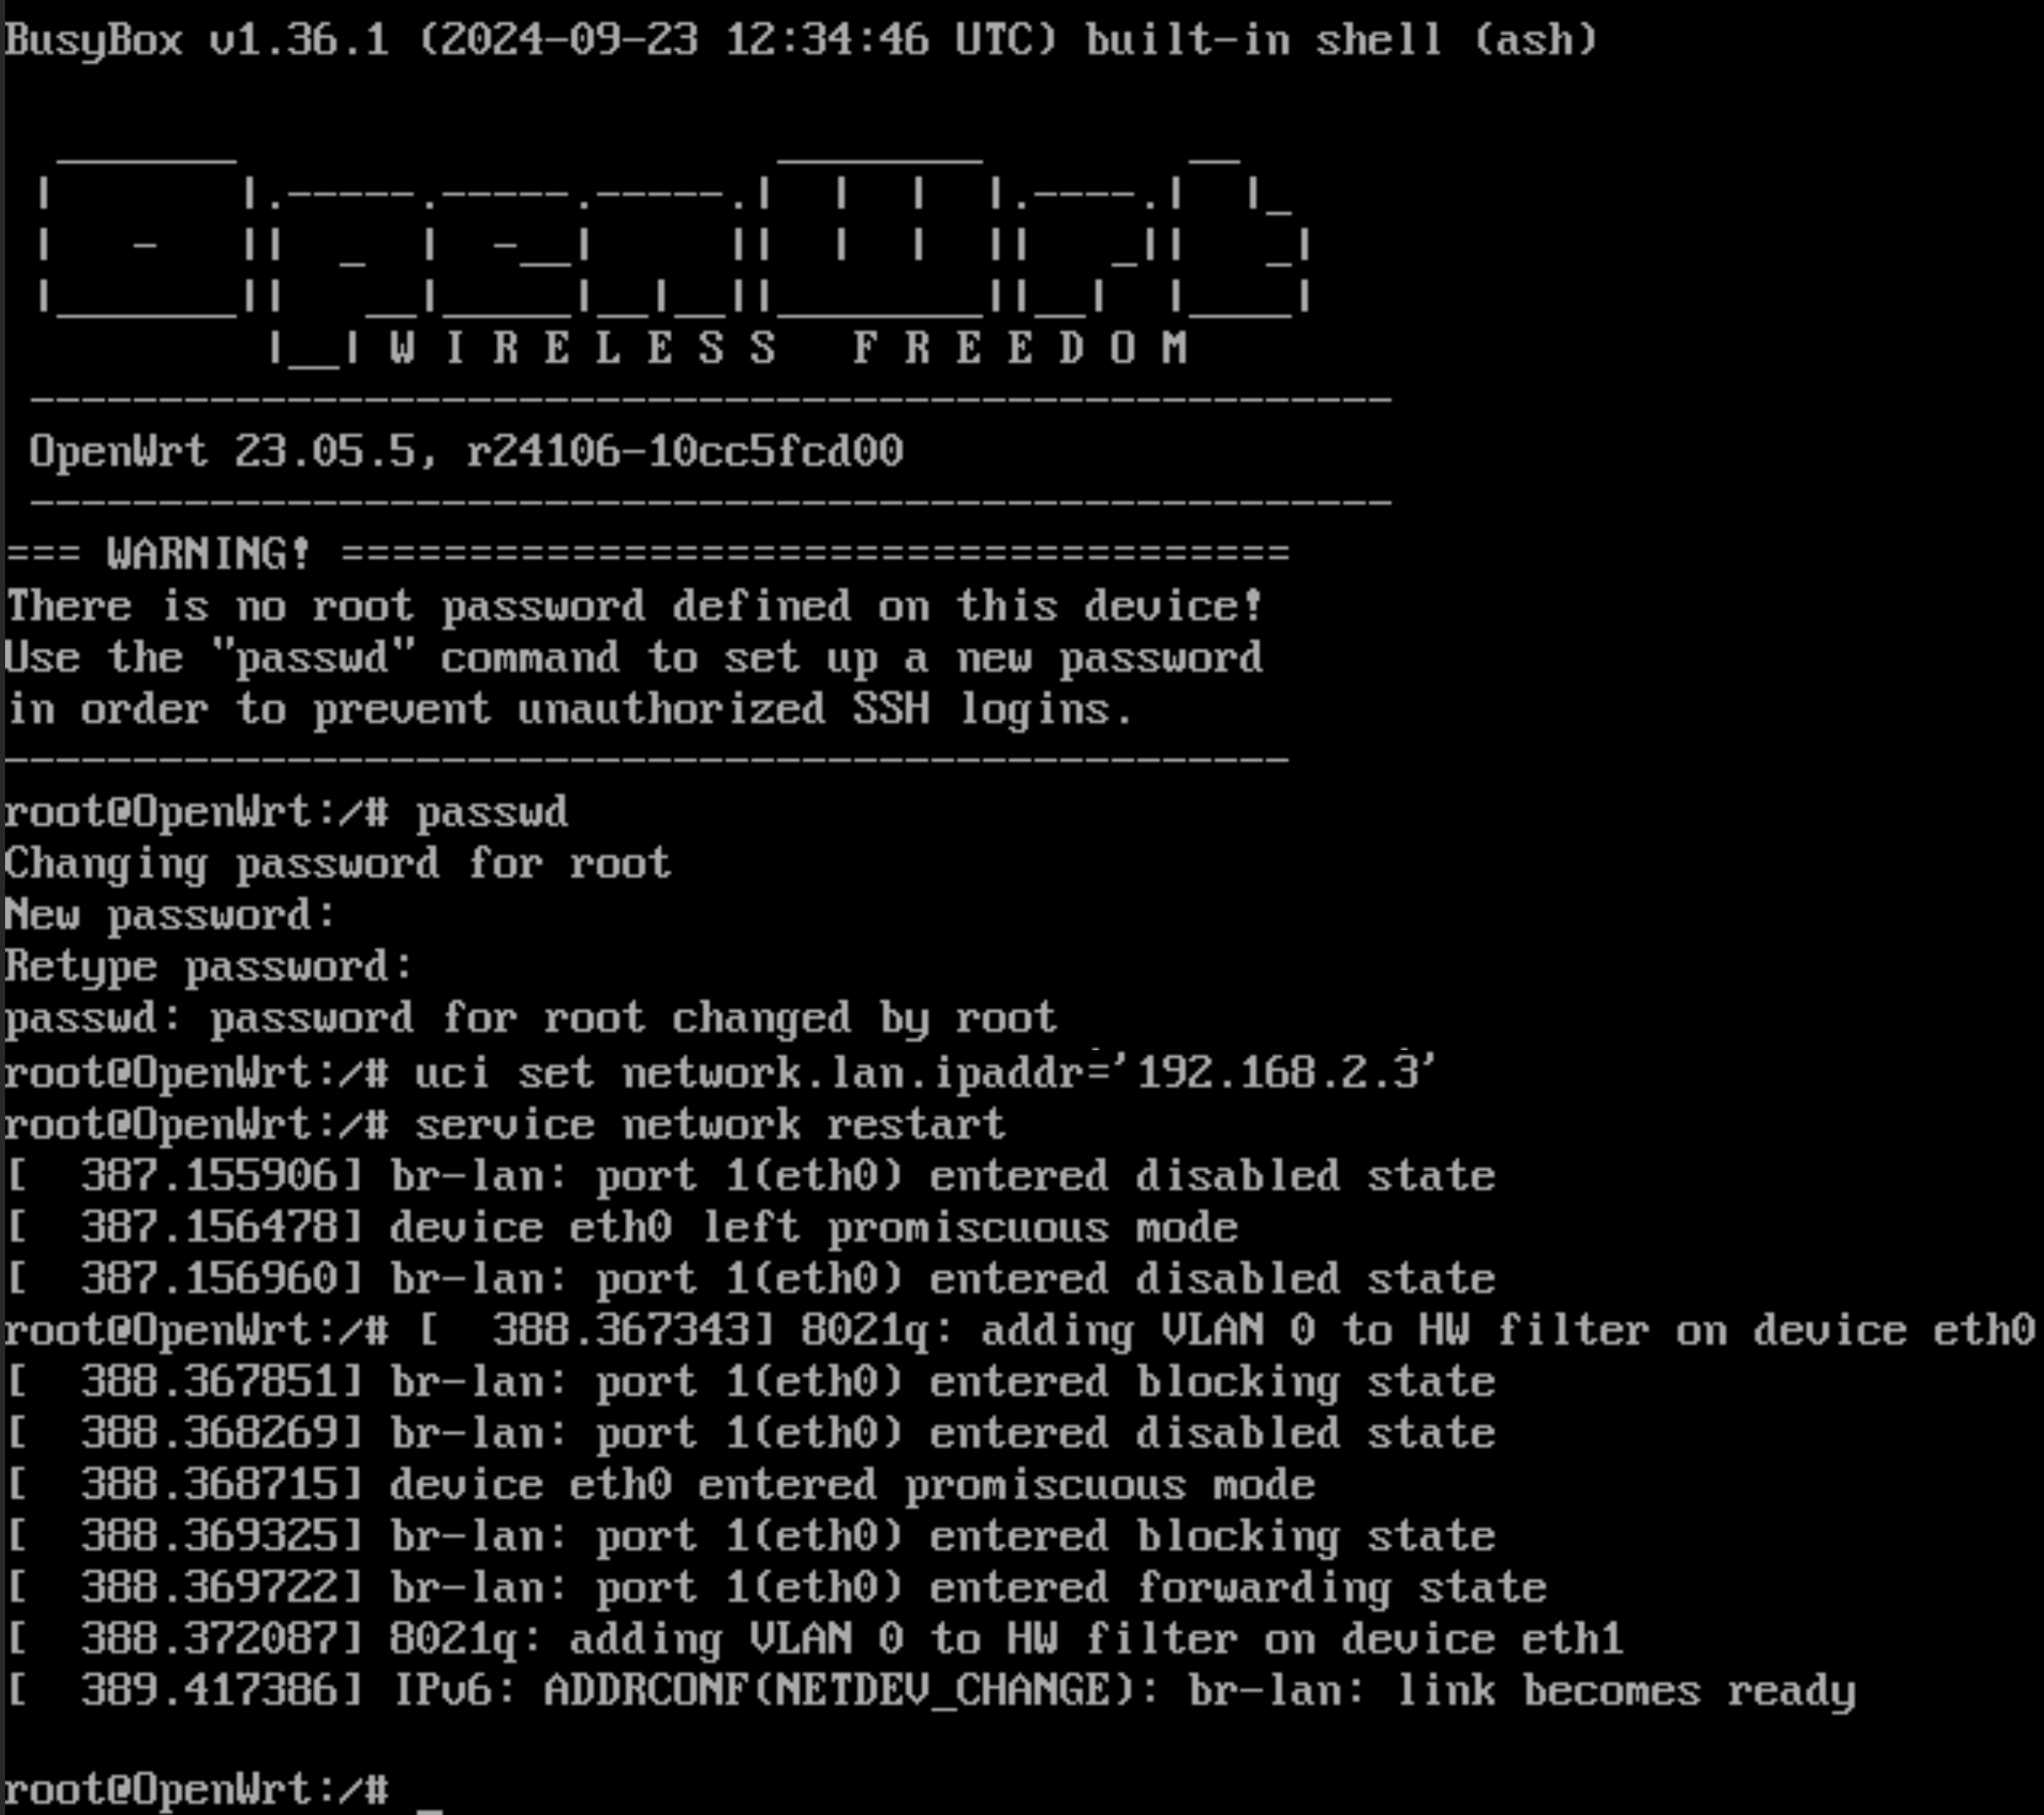 BusyBox v1.36.1 (2024-09-23 12:34:46 UTC) built-in shell (ash)
  _______                     ________        __
 |       |.-----.-----.-----.|  |  |  |.----.|  |_
 |   -   ||  _  |  -__|     ||  |  |  ||   _||   _|
 |_______||   __|_____|__|__||________||__|  |____|
          |__| W I R E L E S S   F R E E D O M
 -----------------------------------------------------
 OpenWrt 23.05.5, r24106-10cc5fcd00
 -----------------------------------------------------
=== WARNING! =====================================
There is no root password defined on this device!
Use the "passwd" command to set up a new password
in order to prevent unauthorized SSH logins.
--------------------------------------------------
root@OpenWrt:/# passwd
Changing password for root
New password:
Retype password:
passwd: password for root changed by root
root@OpenWrt:/# uci set network.lan.ipaddr='192.168.2.3'
root@OpenWrt:/# service network restart
[  387.155906] br-lan: port 1(eth0) entered disabled state
[  387.156478] device eth0 left promiscuous mode
[  387.156960] br-lan: port 1(eth0) entered disabled state
root@OpenWrt:/# [  388.367343] 8021q: adding VLAN 0 to HW filter on device eth0
[  388.367851] br-lan: port 1(eth0) entered blocking state
[  388.368269] br-lan: port 1(eth0) entered disabled state
[  388.368715] device eth0 entered promiscuous mode
[  388.369325] br-lan: port 1(eth0) entered blocking state
[  388.369722] br-lan: port 1(eth0) entered forwarding state
[  388.372087] 8021q: adding VLAN 0 to HW filter on device eth1
[  389.417386] IPv6: ADDRCONF(NETDEV_CHANGE): br-lan: link becomes ready
root@OpenWrt:/# _